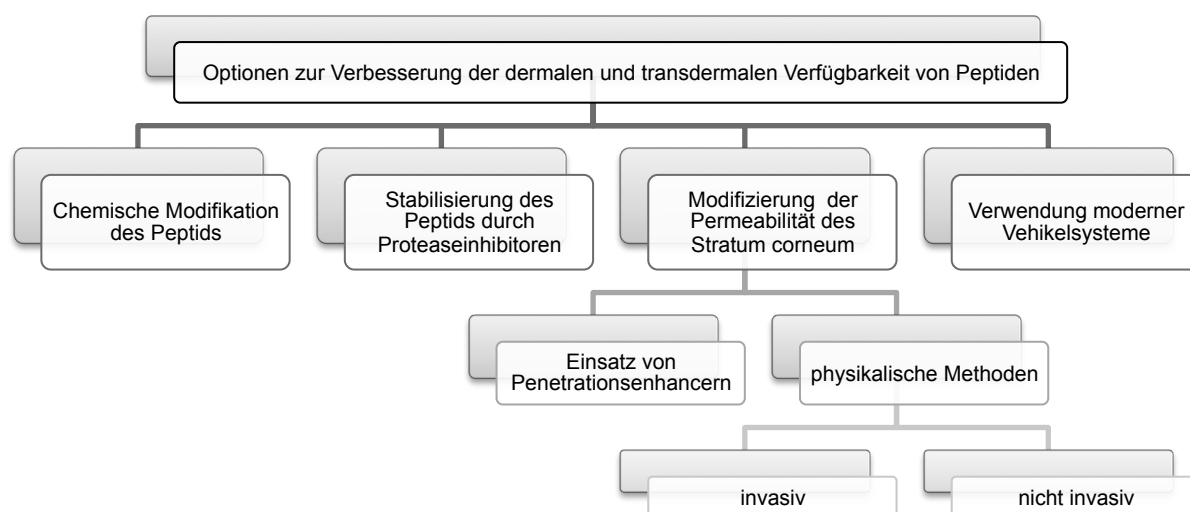 Optionen zur Verbesserung der dermalen und transdermalen Verfügbarkeit von Peptiden
Chemische Modifikation
des Peptids
Stabilisierung des
Peptids durch
Proteaseinhibitoren
Modifizierung der
Permeabilität des
Stratum corneum
Verwendung moderner
Vehikelsysteme
Einsatz von
Penetrationsenhancern
physikalische Methoden
invasiv
nicht invasiv